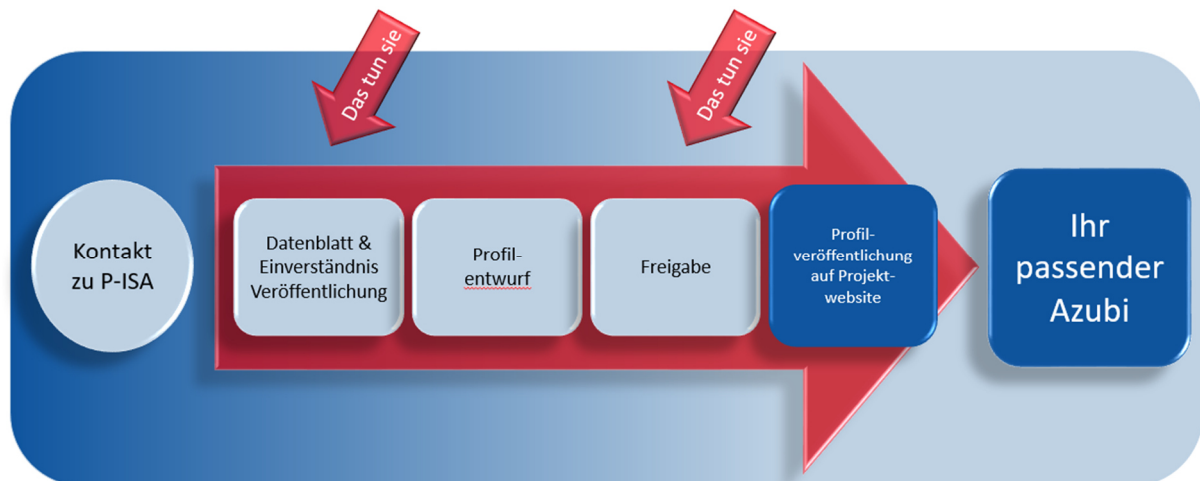 Das tun sie
Das tun sie
Kontakt
zu P-ISA
Datenblatt &
Einverständnis
Veröffentlichung
Profil-
entwurf
Freigabe
Profil-
veröffentlichung
auf Projekt-
website
Ihr
passender
Azubi